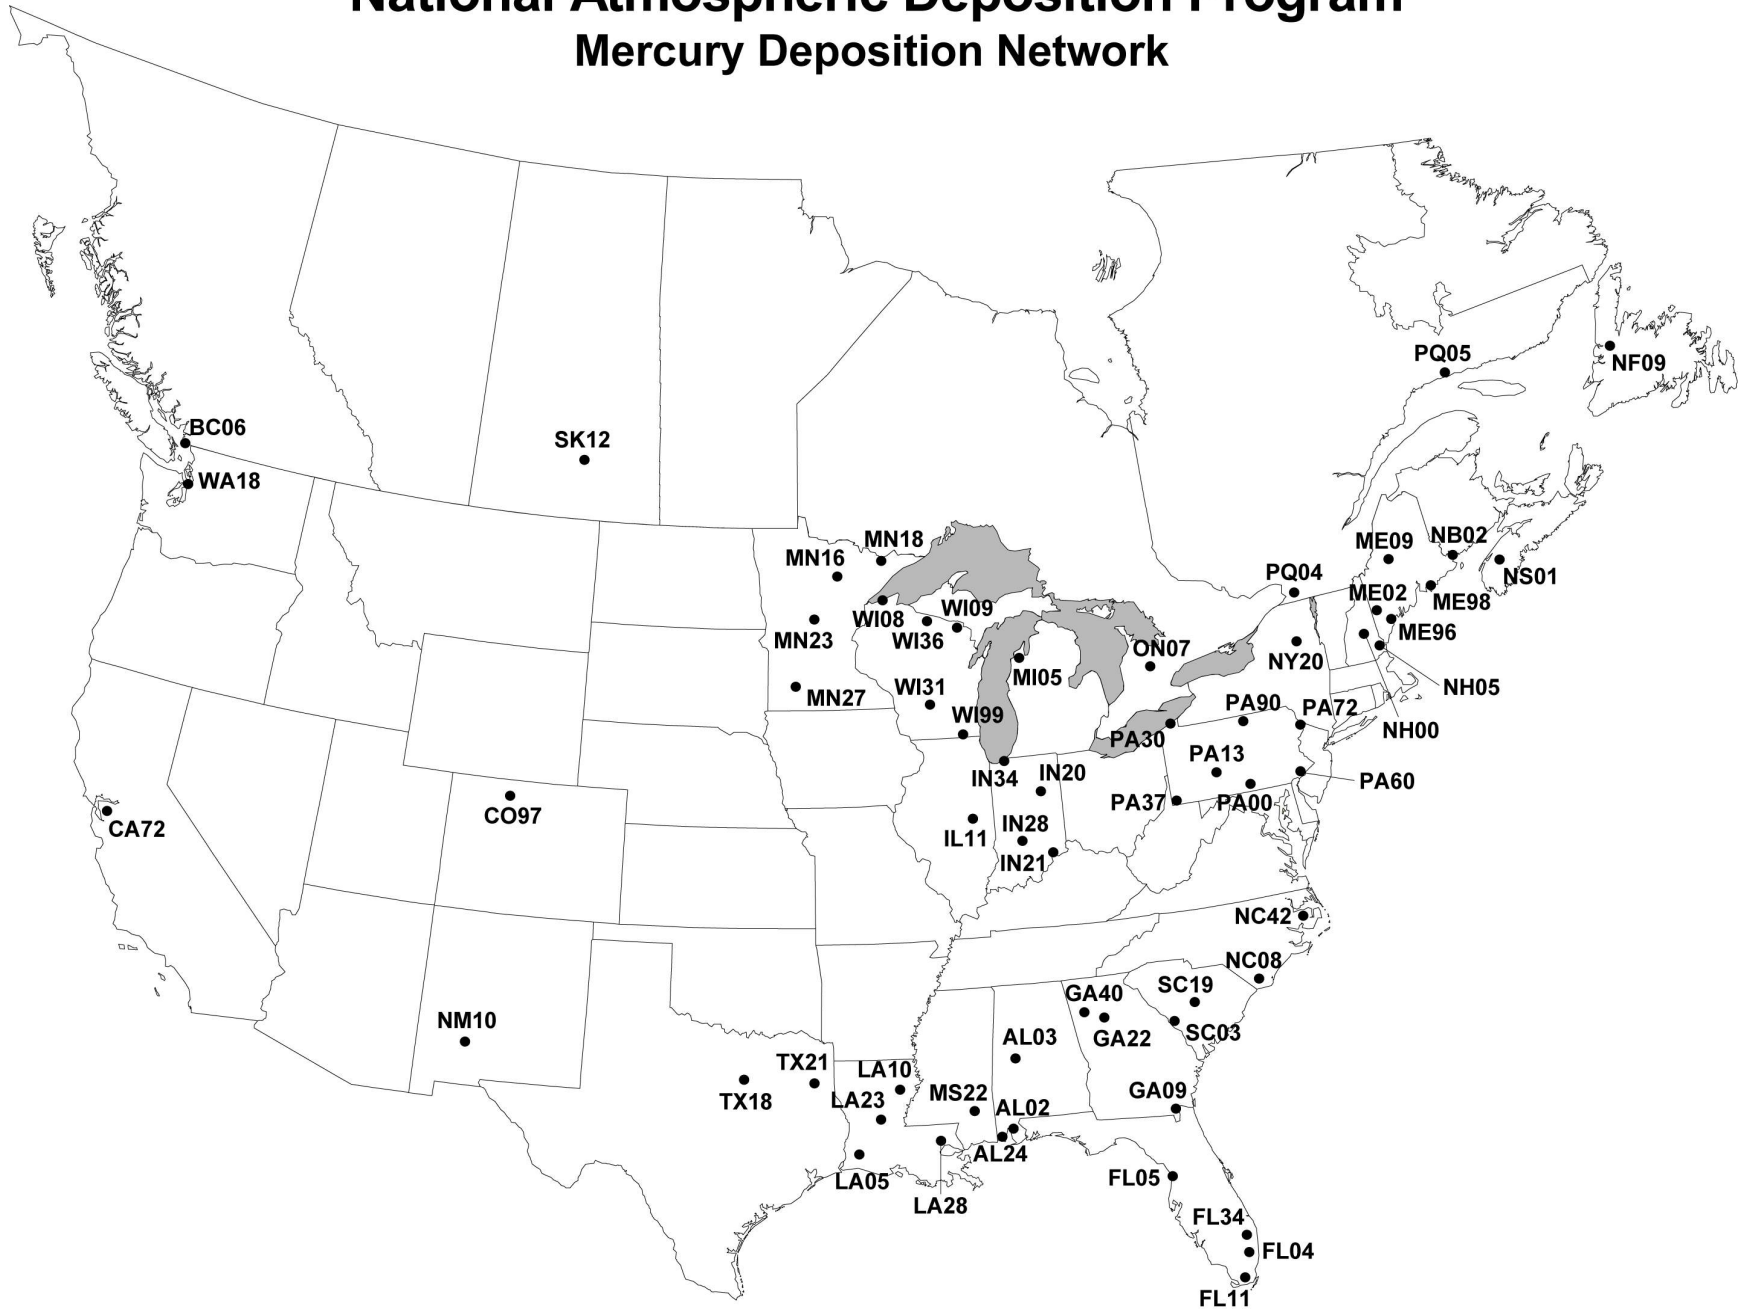 National Atmospheric Deposition Program
Mercury Deposition Network
PQ05
NF09
BC06
SK12
WA18
MN18
MN16
ME09
NB02
PQ04
NS01
ME02
ME98
WI09
WI08
WI36
MN23
ME96
ON07
NY20
MI05
NH05
WI31
MN27
PA90
PA72
WI99
NH00
PA30
PA13
IN34
IN20
PA60
PA37
PA00
CO97
IN28
CA72
IL11
IN21
NC42
NC08
SC19
GA40
NM10
SC03
GA22
AL03
TX21
LA10
GA09
MS22
LA23
TX18
AL02
AL24
FL05
LA05
LA28
FL34
FL04
FL11